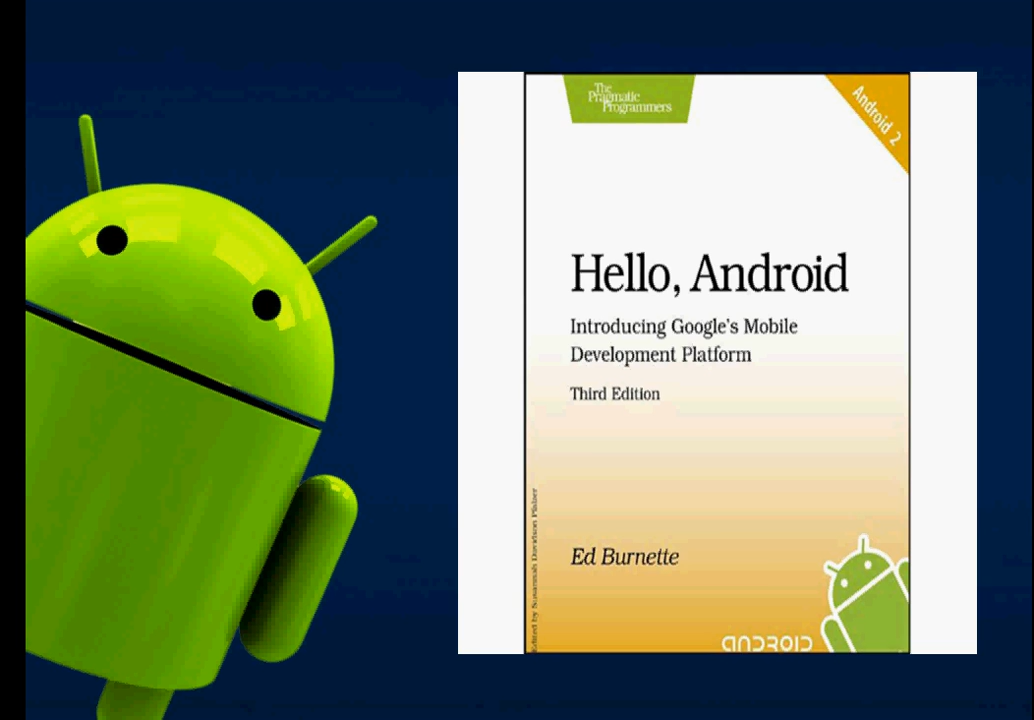 The
Pragmatic
Programmers
Android 2
Hello, Android
Introducing Google's Mobile
Development Platform
Third Edition
Ed Burnette
Edited by Susannah Davidson Pfalzer
ANDROID